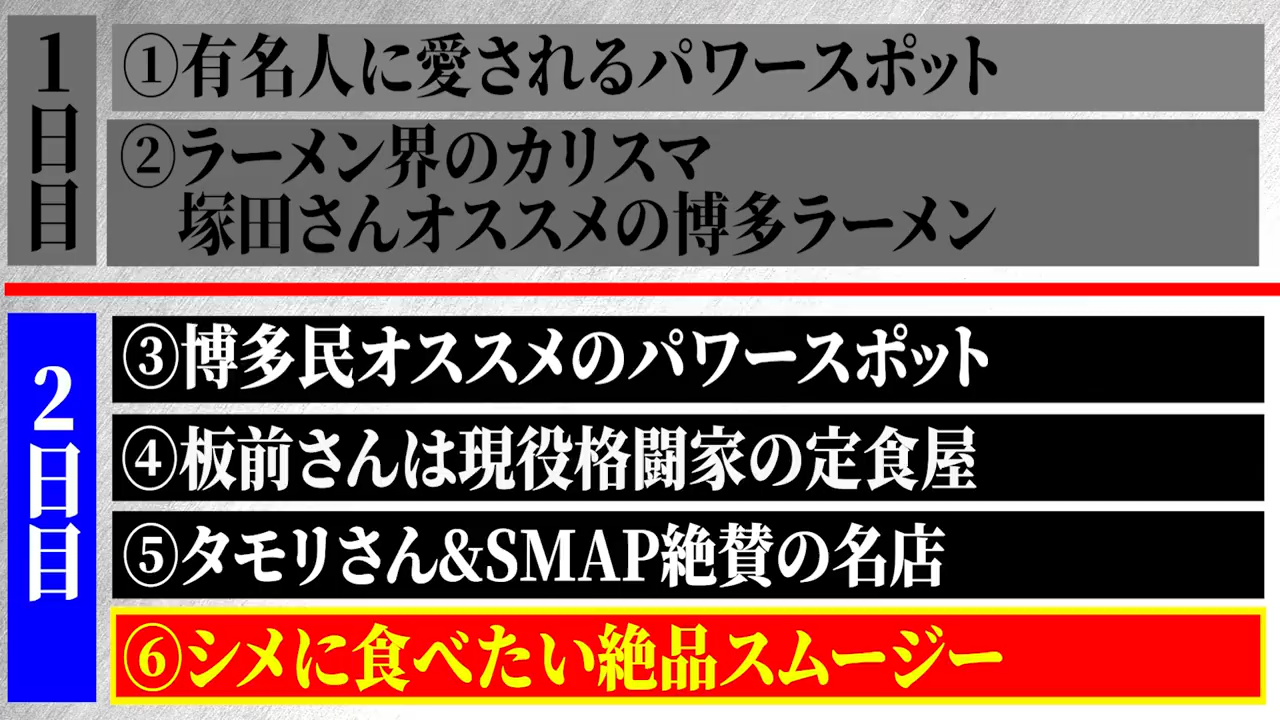 1日目
①有名人に愛されるパワースポット
②ラーメン界のカリスマ
塚田さんオススメの博多ラーメン
2日目
③博多民オススメのパワースポット
④板前さんは現役格闘家の定食屋
⑤タモリさん&SMAP絶賛の名店
⑥シメに食べたい絶品スムージー